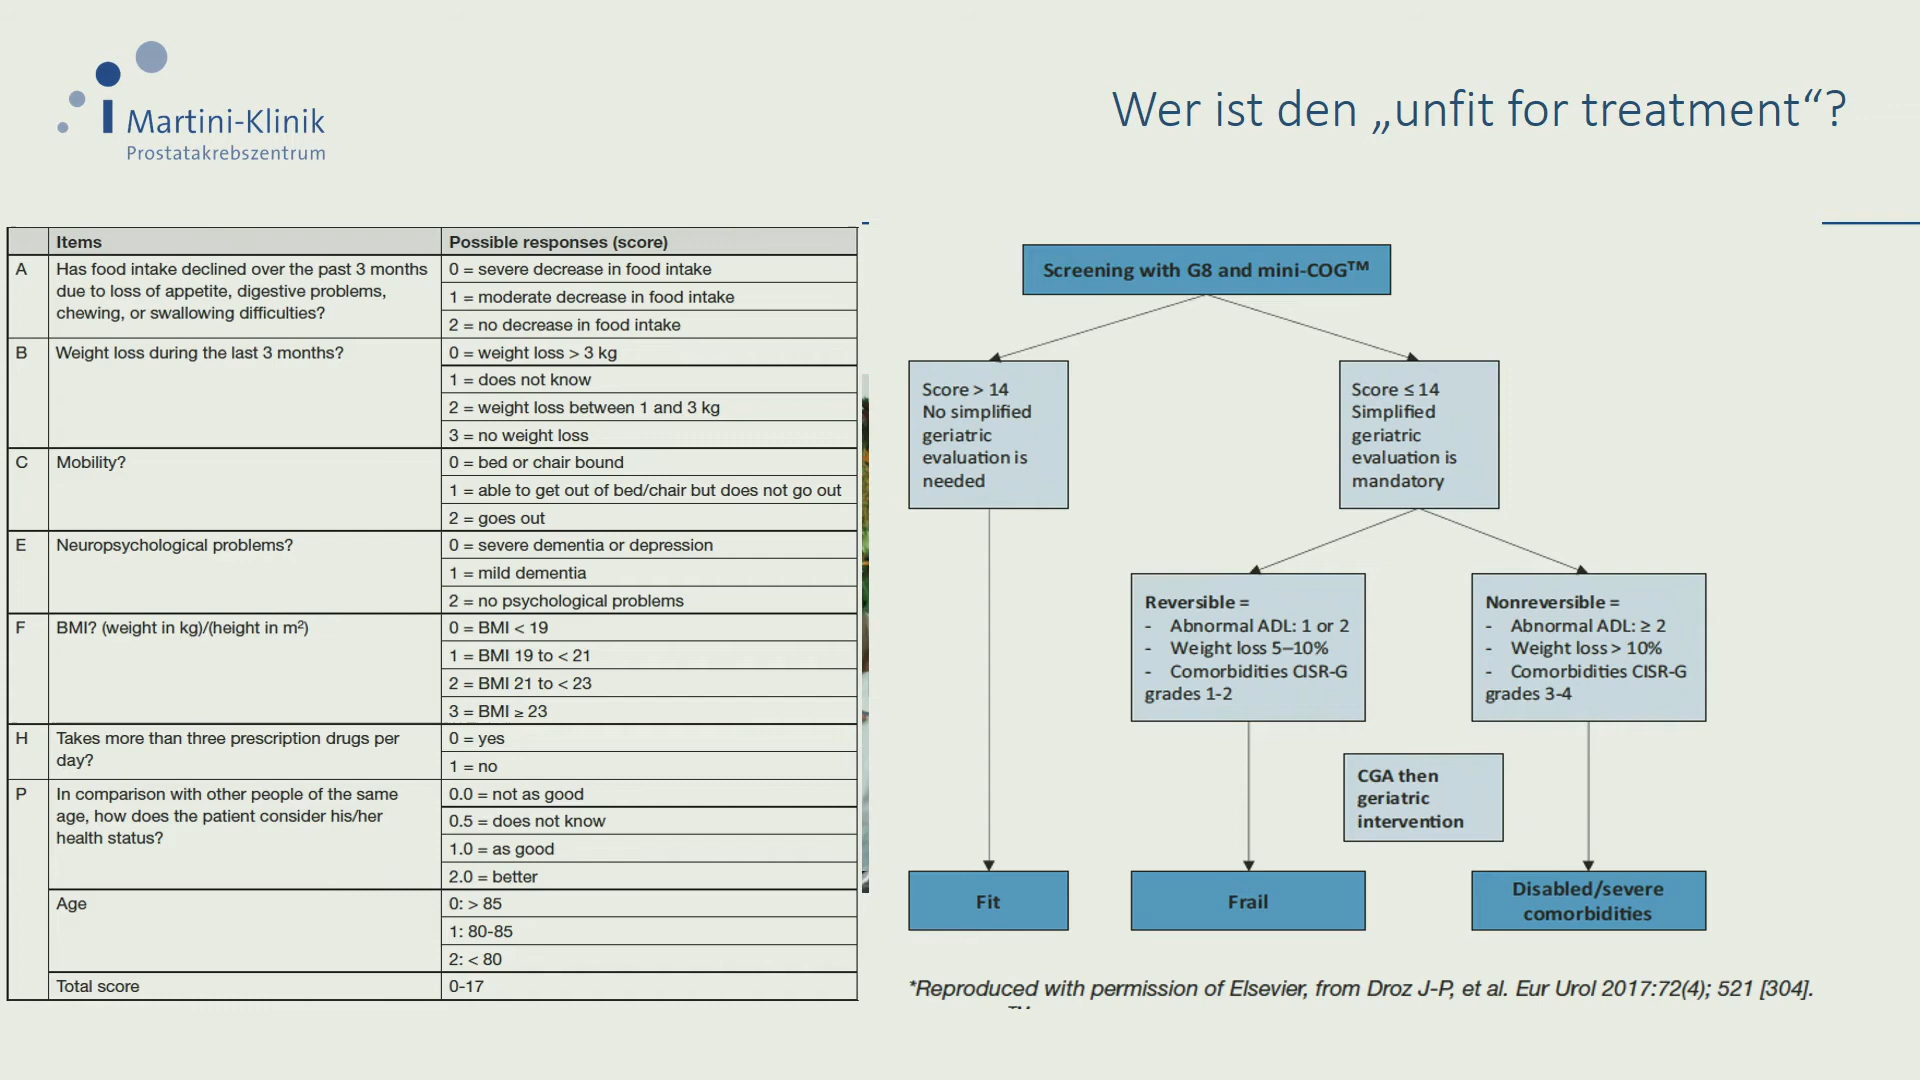 Martini-Klinik
Prostatakrebszentrum
Wer ist den „unfit for treatment“?
Items
Possible responses (score)
A
Has food intake declined over the past 3 months
due to loss of appetite, digestive problems,
chewing, or swallowing difficulties?
0 = severe decrease in food intake
1 = moderate decrease in food intake
2 = no decrease in food intake
B
Weight loss during the last 3 months?
0 = weight loss > 3 kg
1 = does not know
2 = weight loss between 1 and 3 kg
3 = no weight loss
C
Mobility?
0 = bed or chair bound
1 = able to get out of bed/chair but does not go out
2 = goes out
E
Neuropsychological problems?
0 = severe dementia or depression
1 = mild dementia
2 = no psychological problems
F
BMI? (weight in kg)/(height in m²)
0 = BMI < 19
1 = BMI 19 to < 21
2 = BMI 21 to < 23
3 = BMI ≥ 23
H
Takes more than three prescription drugs per
day?
0 = yes
1 = no
P
In comparison with other people of the same
age, how does the patient consider his/her
health status?
0.0 = not as good
0.5 = does not know
1.0 = as good
2.0 = better
Age
0: > 85
1: 80-85
2: < 80
Total score
0-17
Screening with G8 and mini-COG™
Score > 14
No simplified
geriatric
evaluation is
needed
Score ≤ 14
Simplified
geriatric
evaluation is
mandatory
Reversible =
- Abnormal ADL: 1 or 2
- Weight loss 5–10%
- Comorbidities CISR-G
grades 1-2
Nonreversible =
- Abnormal ADL: ≥ 2
- Weight loss > 10%
- Comorbidities CISR-G
grades 3-4
CGA then
geriatric
intervention
Fit
Frail
Disabled/severe
comorbidities
*Reproduced with permission of Elsevier, from Droz J-P, et al. Eur Urol 2017:72(4); 521 [304].